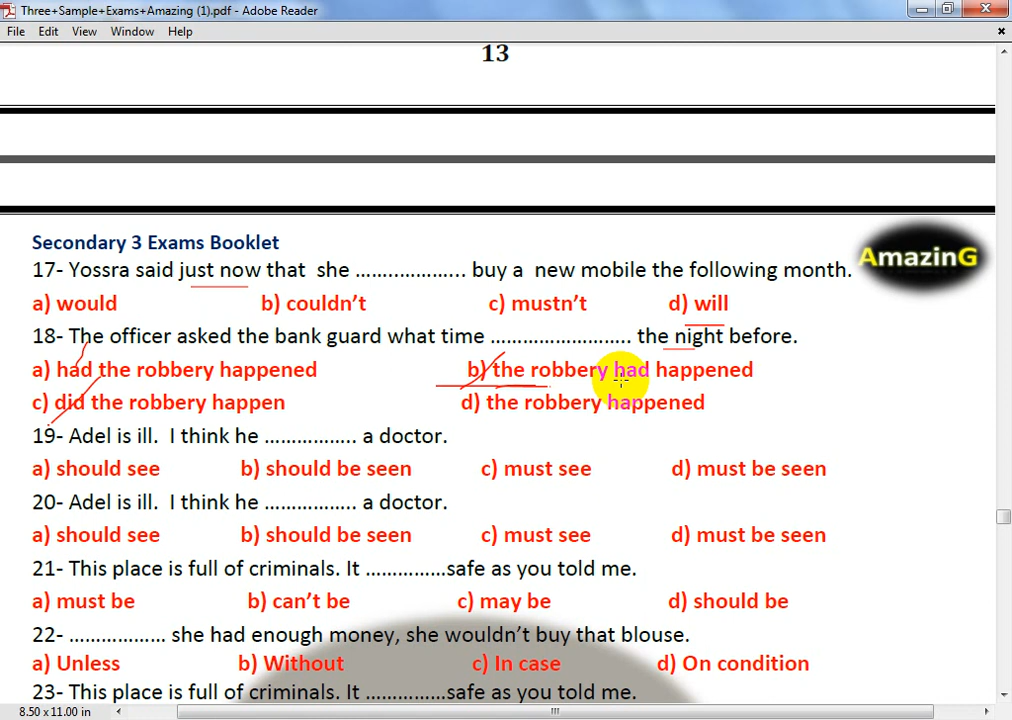 Three+Sample+Exams+Amazing (1).pdf - Adobe Reader
File Edit View Window Help
13
Secondary 3 Exams Booklet
AmazinG
17- Yossra said just now that she .................... buy a new mobile the following month.
a) would b) couldn't c) mustn't d) will
18- The officer asked the bank guard what time ......................... the night before.
a) had the robbery happened b) the robbery had happened
c) did the robbery happen d) the robbery happened
19- Adel is ill. I think he ................. a doctor.
a) should see b) should be seen c) must see d) must be seen
20- Adel is ill. I think he ................. a doctor.
a) should see b) should be seen c) must see d) must be seen
21- This place is full of criminals. It ...............safe as you told me.
a) must be b) can't be c) may be d) should be
22- .................. she had enough money, she wouldn't buy that blouse.
a) Unless b) Without c) In case d) On condition
23- This place is full of criminals. It ...............safe as you told me.
8.50 x 11.00 in